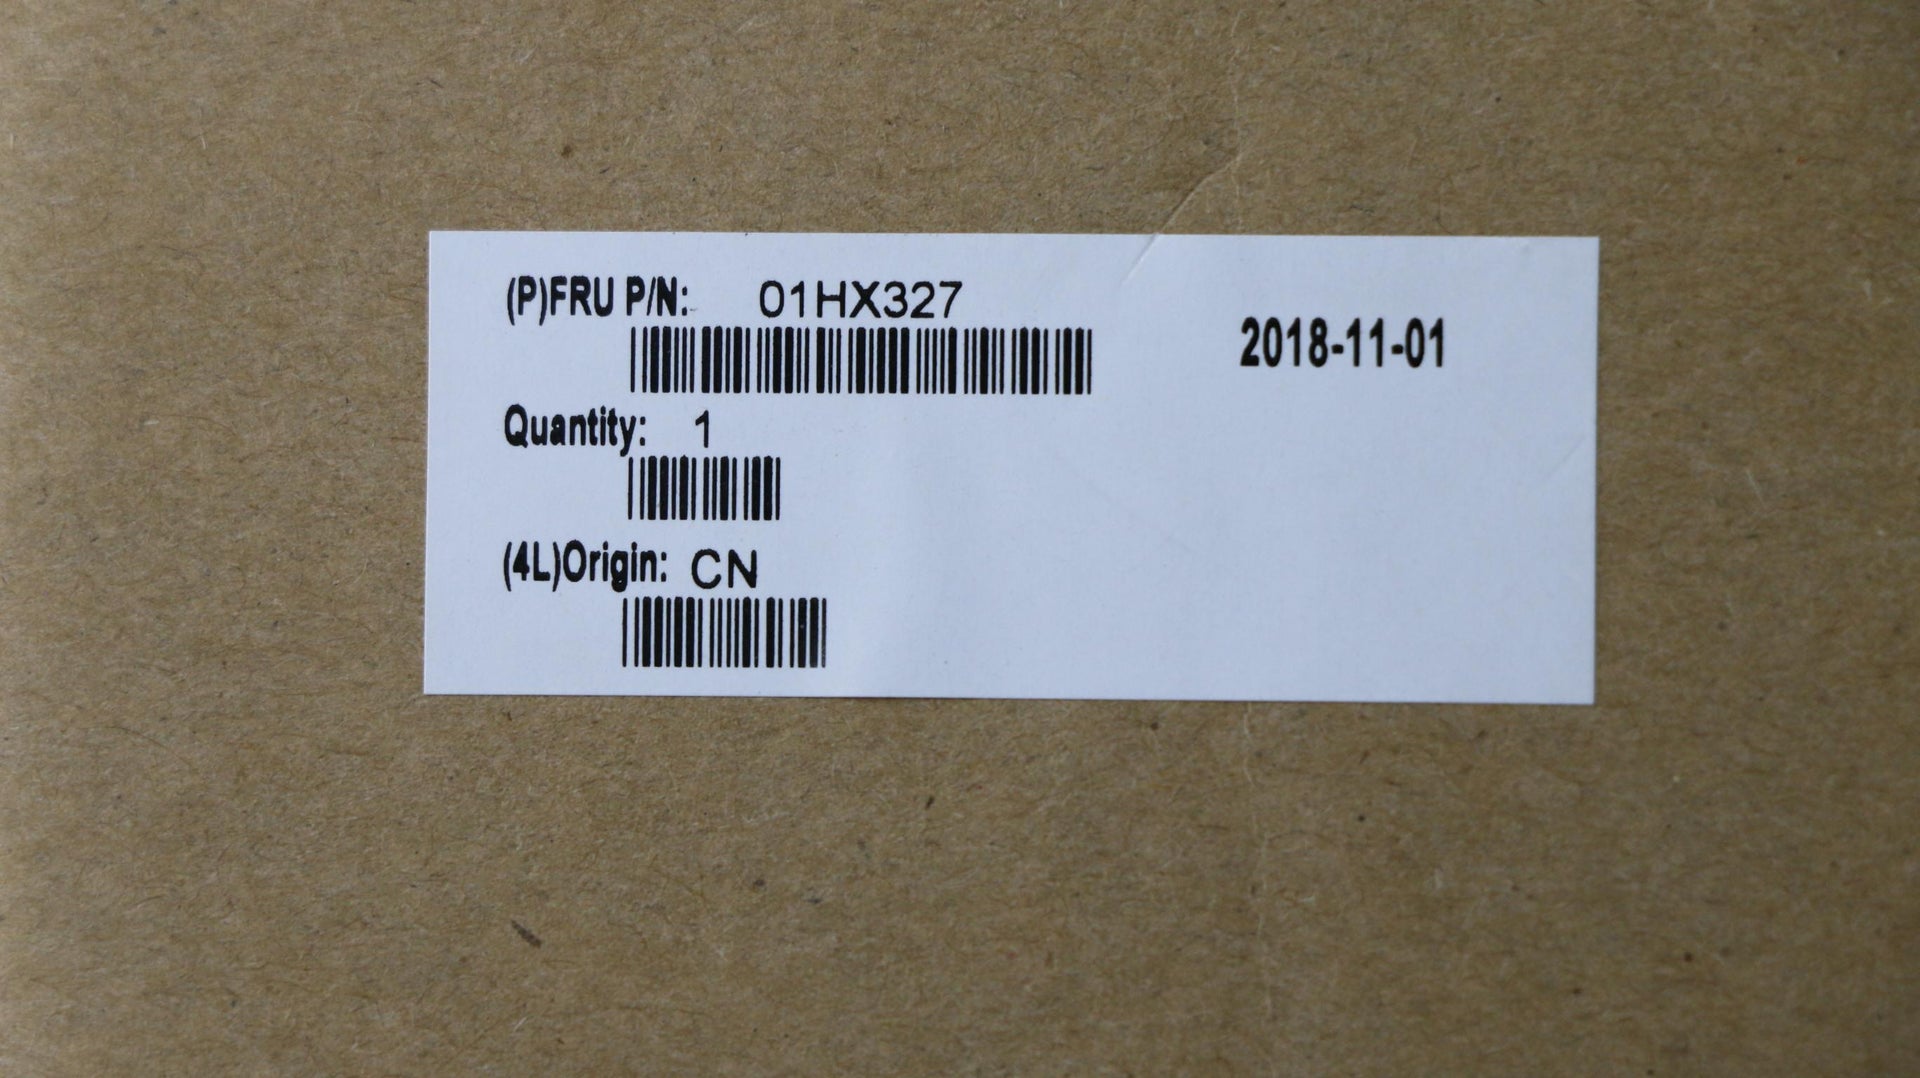 (P)FRU P/N: 01HX327
2018-11-01
Quantity: 1
(4L)Origin: CN